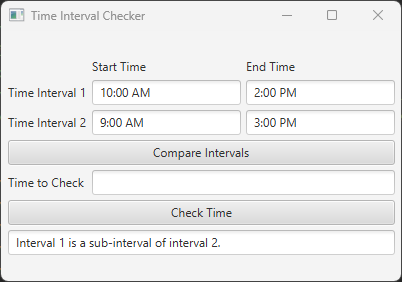 Time Interval Checker
Start Time End Time
Time Interval 1 10:00 AM 2:00 PM
Time Interval 2 9:00 AM 3:00 PM
Compare Intervals
Time to Check
Check Time
Interval 1 is a sub-interval of interval 2.